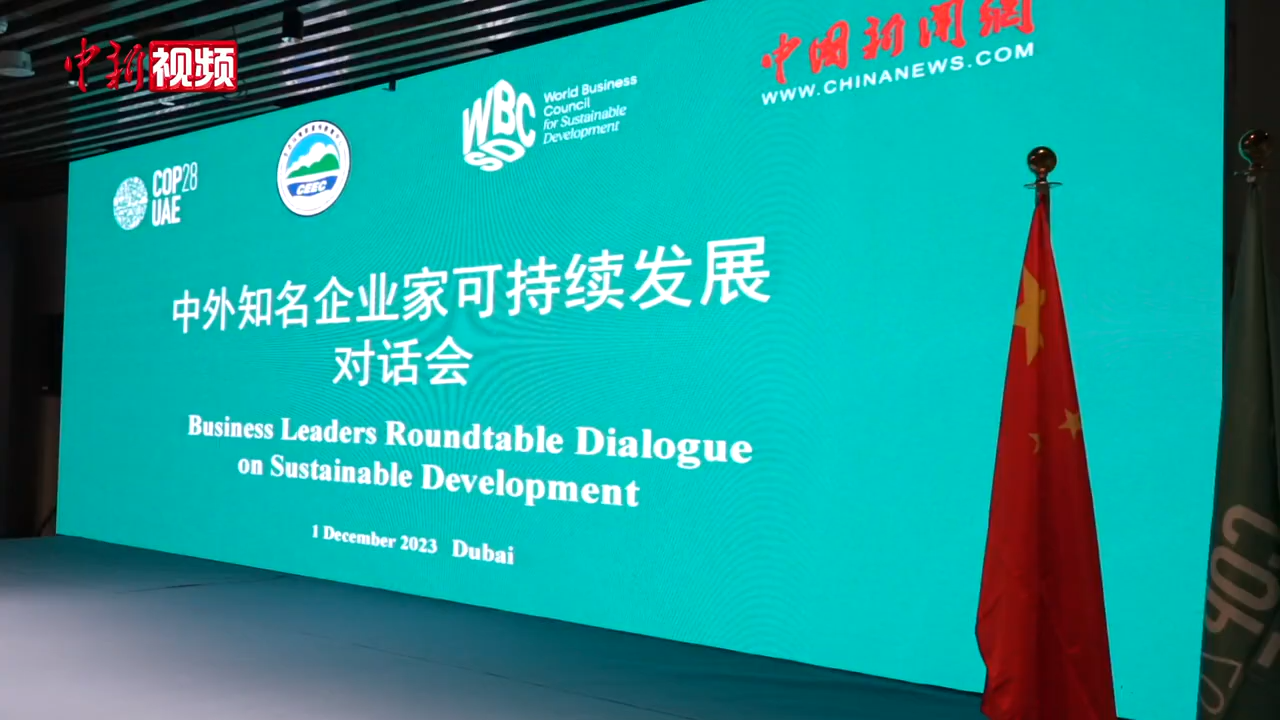 中新视频
中国新闻网
WWW.CHINANEWS.COM
COP28
UAE
CEEC
WBC
SD
World Business
Council
for Sustainable
Development
中外知名企业家可持续发展
对话会
Business Leaders Roundtable Dialogue
on Sustainable Development
1 December 2023 Dubai